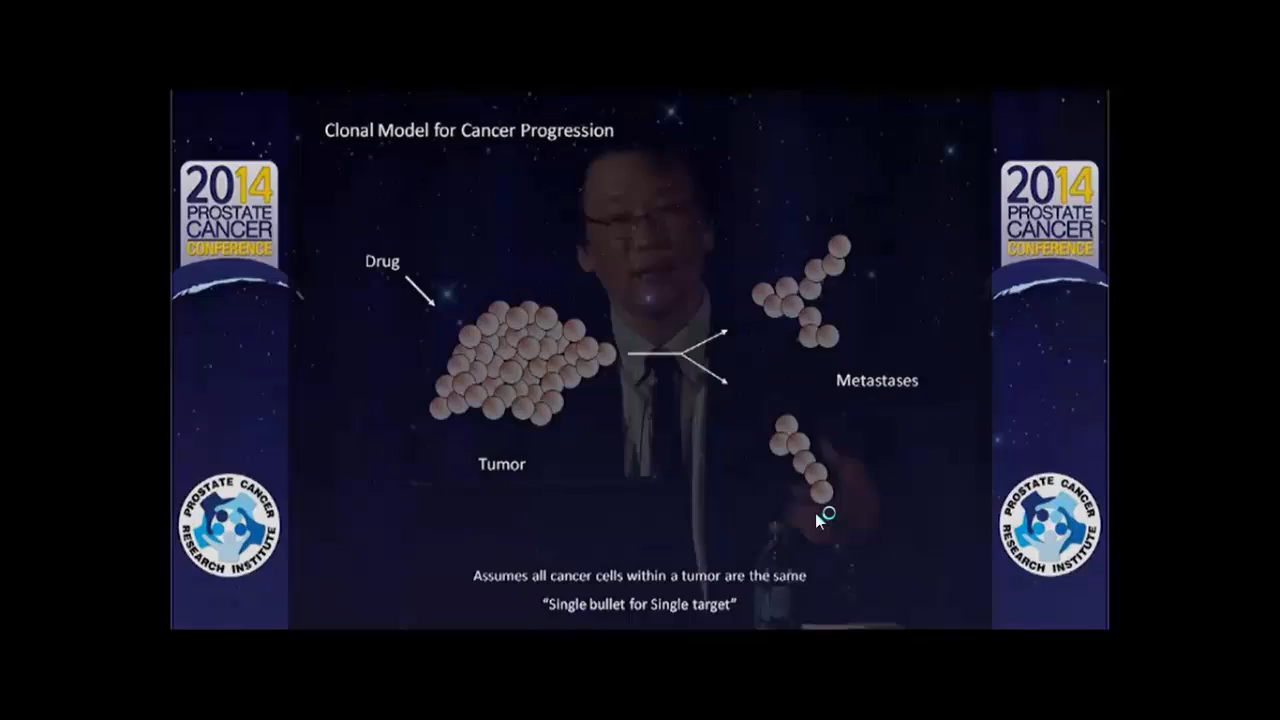 Clonal Model for Cancer Progression
2014
PROSTATE
CANCER
CONFERENCE
2014
PROSTATE
CANCER
CONFERENCE
Drug
Metastases
Tumor
PROSTATE CANCER
RESEARCH INSTITUTE
PROSTATE CANCER
RESEARCH INSTITUTE
Assumes all cancer cells within a tumor are the same
“Single bullet for Single target”